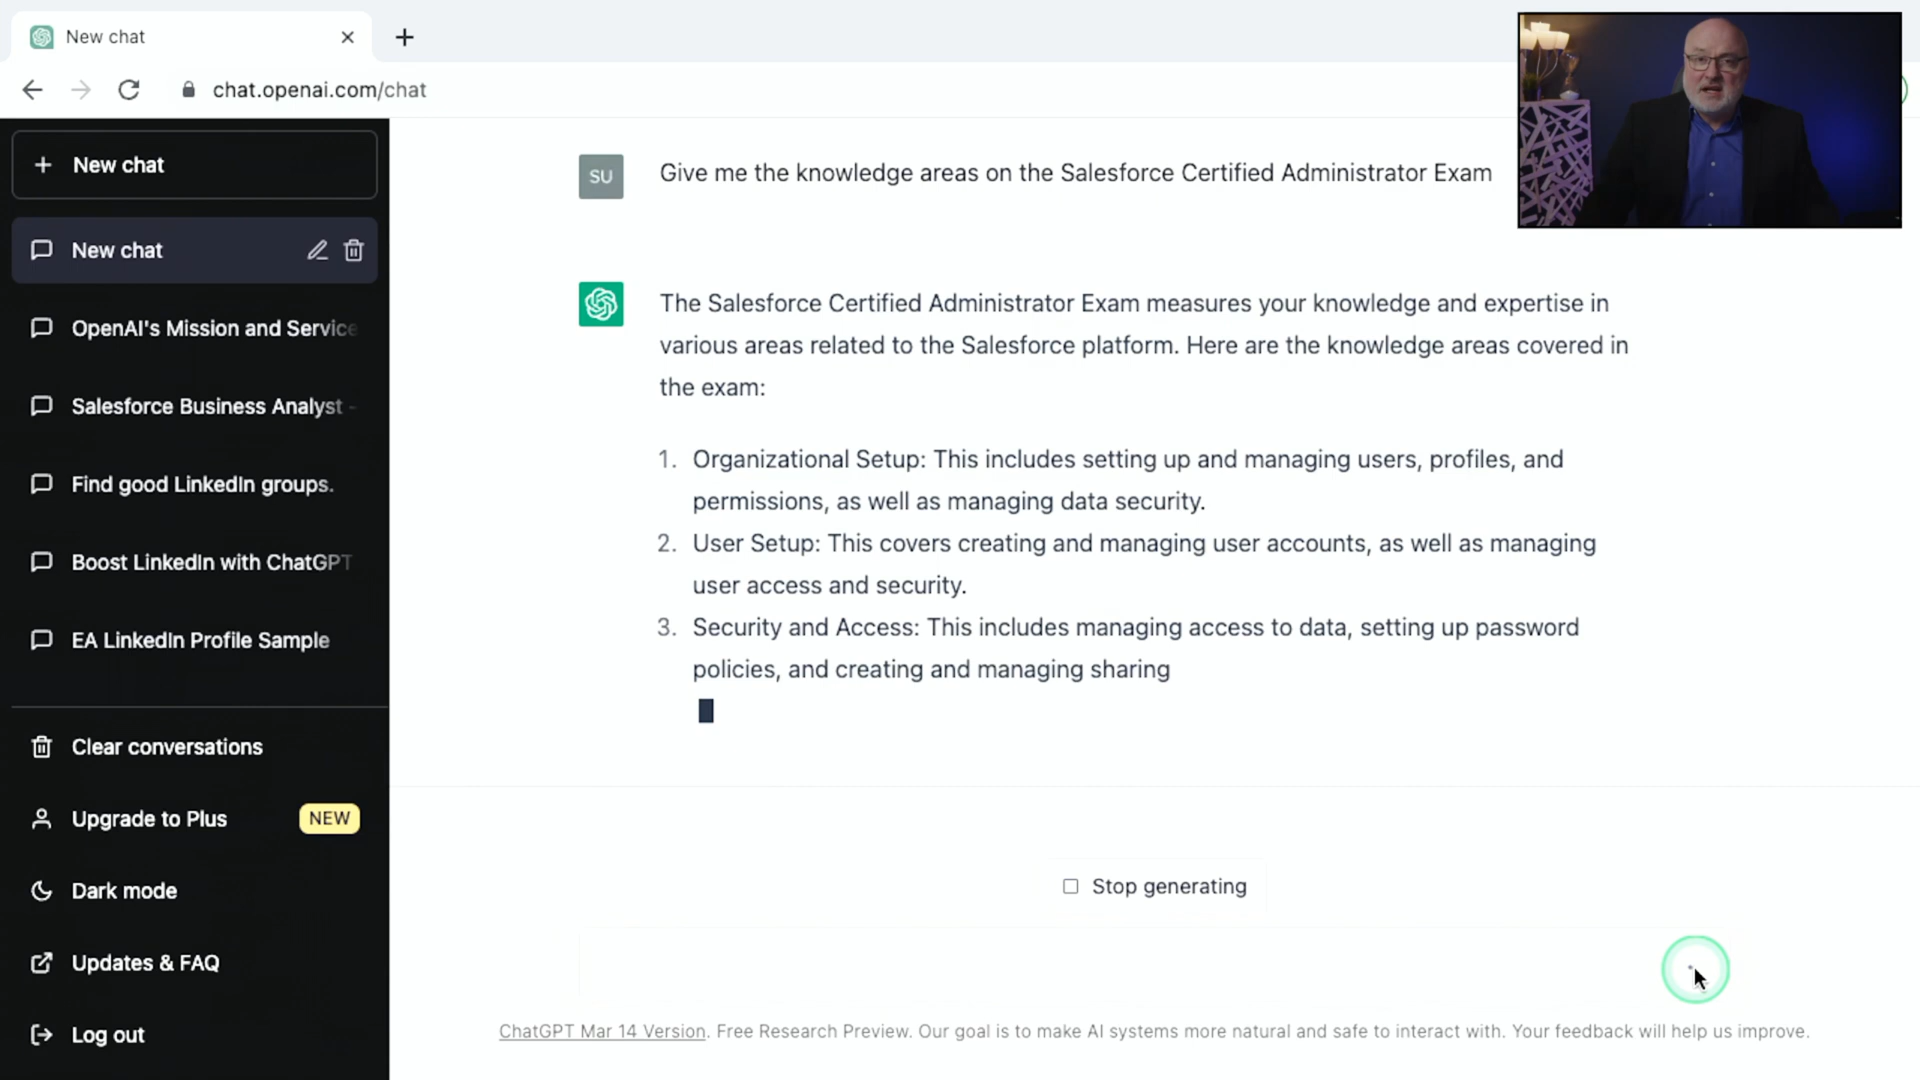 New chat
chat.openai.com/chat
New chat
New chat
OpenAI's Mission and Service
Salesforce Business Analyst -
Find good LinkedIn groups.
Boost LinkedIn with ChatGPT
EA LinkedIn Profile Sample
Clear conversations
Upgrade to Plus NEW
Dark mode
Updates & FAQ
Log out
SU Give me the knowledge areas on the Salesforce Certified Administrator Exam
The Salesforce Certified Administrator Exam measures your knowledge and expertise in
various areas related to the Salesforce platform. Here are the knowledge areas covered in
the exam:
1. Organizational Setup: This includes setting up and managing users, profiles, and
permissions, as well as managing data security.
2. User Setup: This covers creating and managing user accounts, as well as managing
user access and security.
3. Security and Access: This includes managing access to data, setting up password
policies, and creating and managing sharing
Stop generating
ChatGPT Mar 14 Version. Free Research Preview. Our goal is to make AI systems more natural and safe to interact with. Your feedback will help us improve.